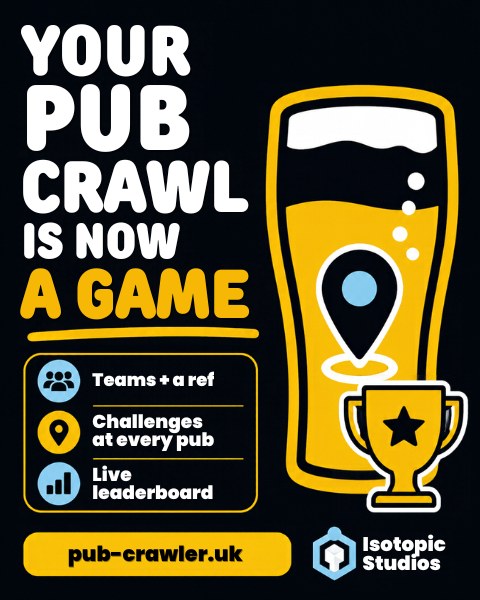 YOUR
PUB
CRAWL
IS NOW
A GAME
Teams + a ref
Challenges
at every pub
Live
leaderboard
pub-crawler.uk
Isotopic
Studios